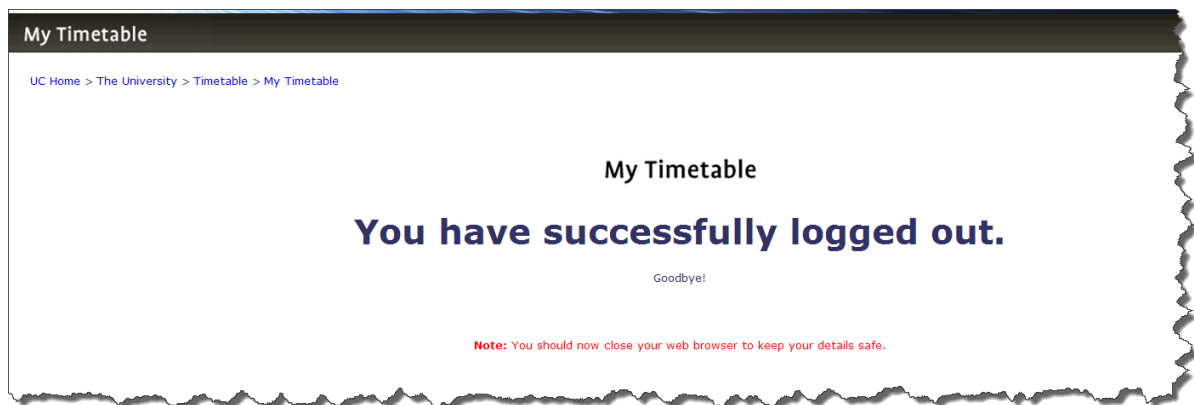 My Timetable
UC Home > The University > Timetable > My Timetable
My Timetable
You have successfully logged out.
Goodbye!
Note: You should now close your web browser to keep your details safe.